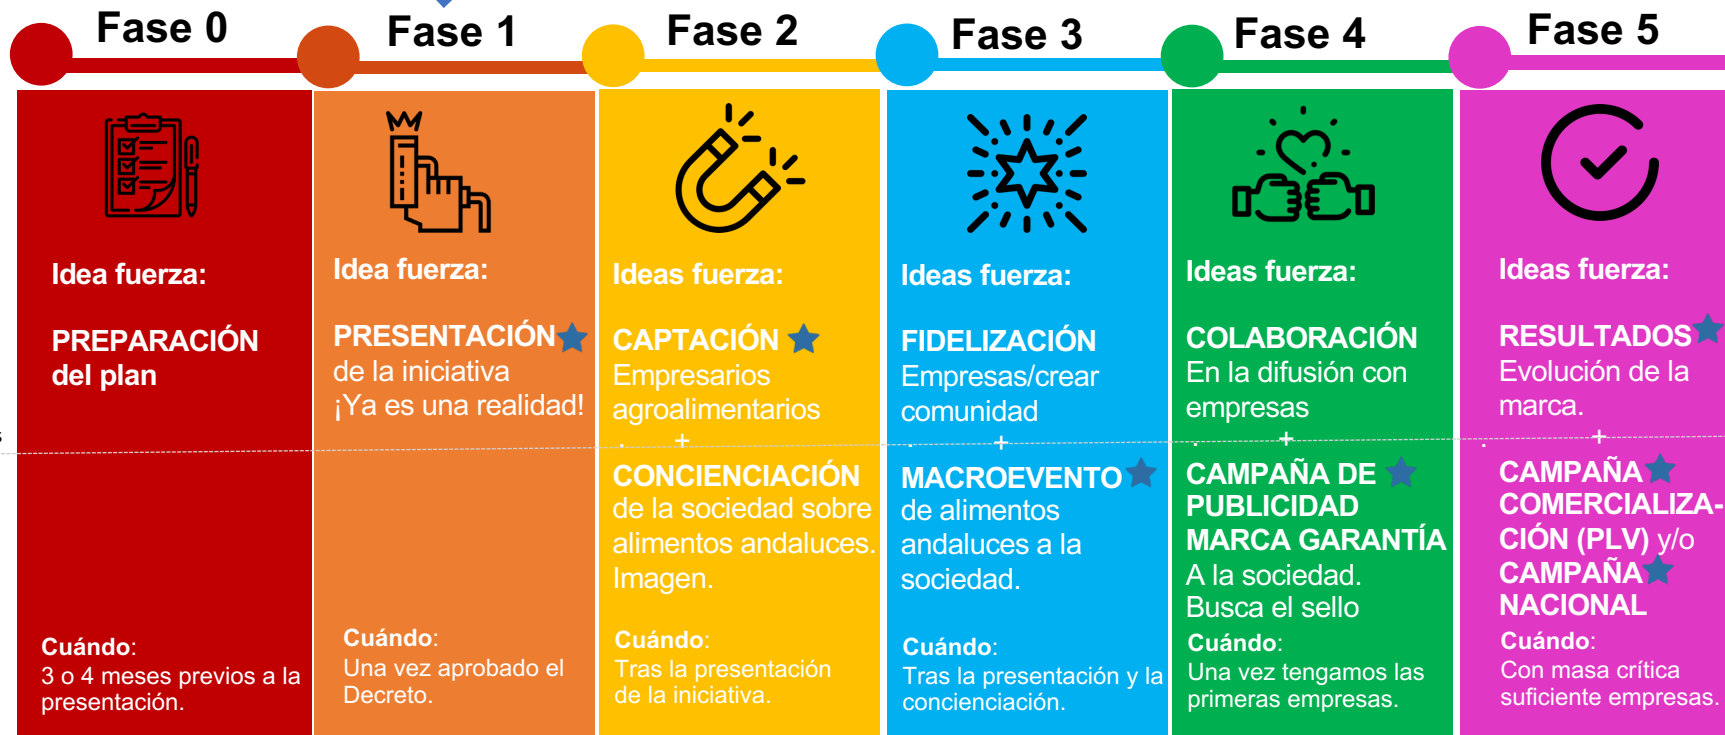 Fase 0
Idea fuerza:
PREPARACIÓN
del plan
Cuándo:
3 o 4 meses previos a la
presentación.
Fase 1
Idea fuerza:
PRESENTACIÓN
de la iniciativa
¡Ya es una realidad!
Cuándo:
Una vez aprobado el
Decreto.
Fase 2
Ideas fuerza:
CAPTACIÓN
Empresarios
agroalimentarios
. +
CONCIENCIACIÓN
de la sociedad sobre
alimentos andaluces.
Imagen.
Cuándo:
Tras la presentación
de la iniciativa.
Fase 3
Ideas fuerza:
FIDELIZACIÓN
Empresas/crear
comunidad
. +
MACROEVENTO
de alimentos
andaluces a la
sociedad.
Cuándo:
Tras la presentación y la
concienciación.
Fase 4
Ideas fuerza:
COLABORACIÓN
En la difusión con
empresas
. +
CAMPAÑA DE
PUBLICIDAD
MARCA GARANTÍA
A la sociedad.
Busca el sello
Cuándo:
Una vez tengamos las
primeras empresas.
Fase 5
Ideas fuerza:
RESULTADOS
Evolución de la
marca.
. +
CAMPAÑA
COMERCIALIZA-
CIÓN (PLV) y/o
CAMPAÑA
NACIONAL
Cuándo:
Con masa crítica
suficiente empresas.